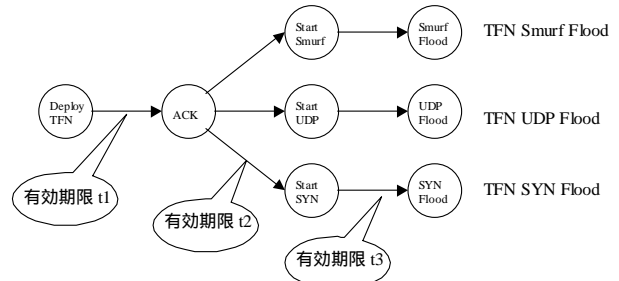 Start
Smurf
Smurf
Flood
TFN Smurf Flood
Deploy
TFN
ACK
Start
UDP
UDP
Flood
TFN UDP Flood
Start
SYN
SYN
Flood
TFN SYN Flood
有効期限 t1
有効期限 t2
有効期限 t3